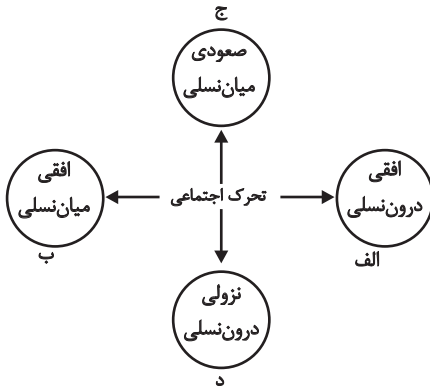 ج
صعودی
میان‌نسلی
افقی
درون‌نسلی
الف
تحرک اجتماعی
افقی
میان‌نسلی
ب
نزولی
درون‌نسلی
د